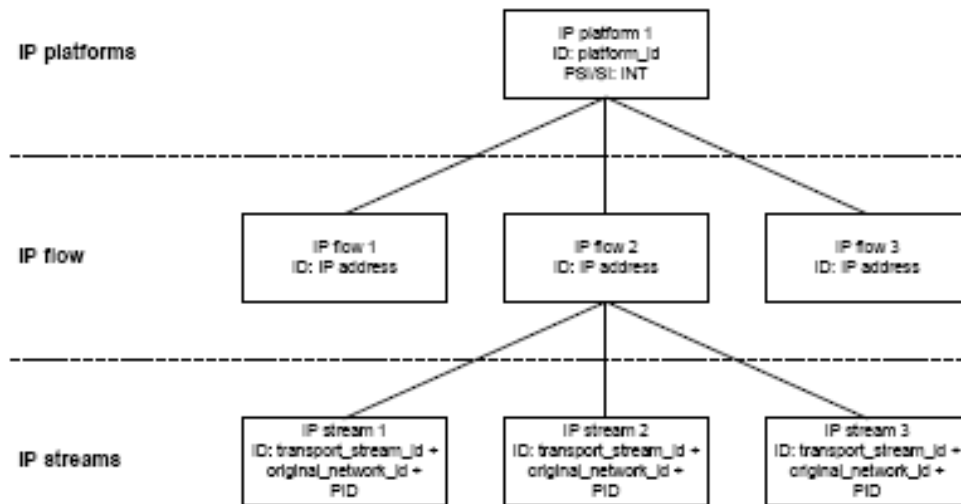 IP platforms
IP platform 1
ID: platform_id
PSI/SI: INT
IP flow
IP flow 1
ID: IP address
IP flow 2
ID: IP address
IP flow 3
ID: IP address
IP streams
IP stream 1
ID: transport_stream_id +
original_network_id +
PID
IP stream 2
ID: transport_stream_id +
original_network_id +
PID
IP stream 3
ID: transport_stream_id +
original_network_id +
PID